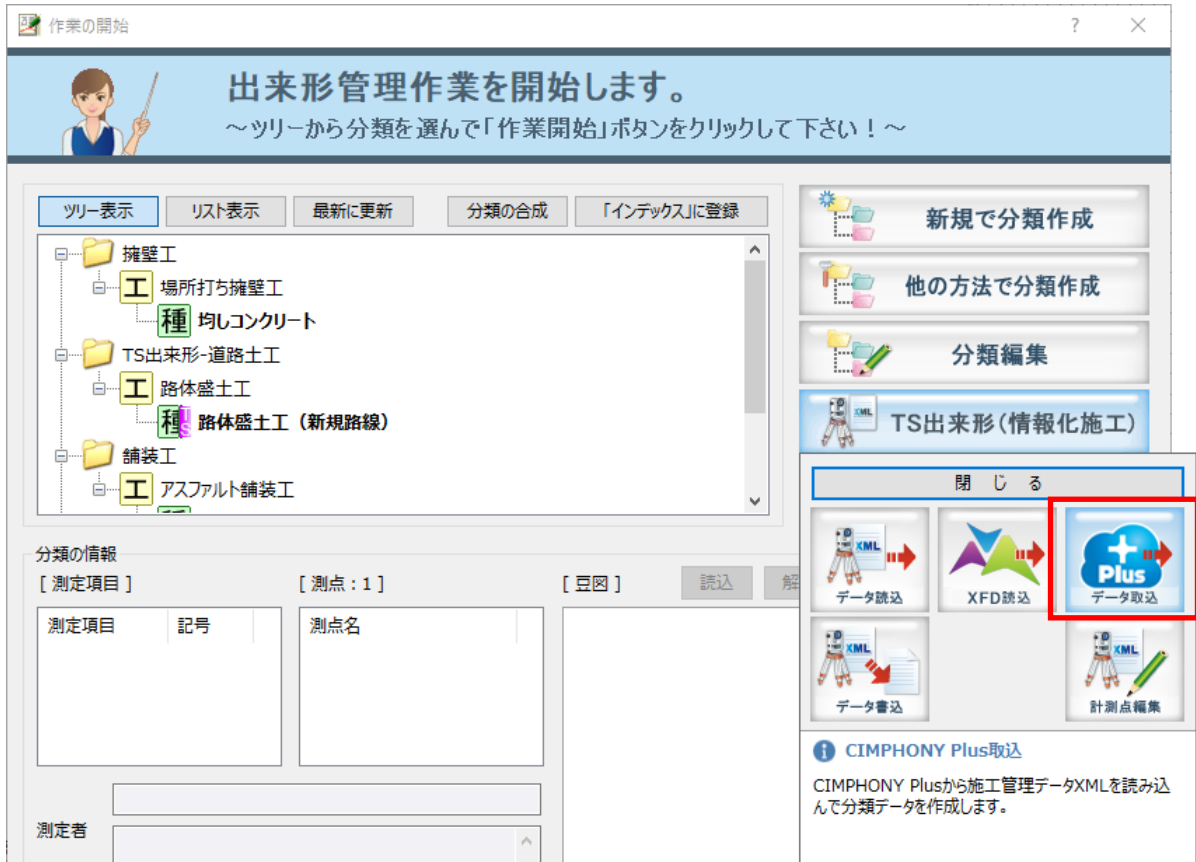 作業の開始
?
出来形管理作業を開始します。
～ツリーから分類を選んで「作業開始」ボタンをクリックして下さい！～
ツリー表示
リスト表示
最新に更新
分類の合成
「インデックス」に登録
擁壁工
工 場所打ち擁壁工
種 均しコンクリート
TS出来形-道路土工
工 路体盛土工
種 TS 路体盛土工（新規路線）
舗装工
工 アスファルト舗装工
新規で分類作成
他の方法で分類作成
分類編集
XML
TS出来形(情報化施工)
閉じる
XML
データ読込
XFD読込
Plus
データ取込
XML
データ書込
XML
計測点編集
CIMPHONY Plus取込
CIMPHONY Plusから施工管理データXMLを読み込
んで分類データを作成します。
分類の情報
[ 測定項目 ]
[ 測点 : 1 ]
[ 豆図 ]
読込
解
測定項目
記号
測点名
測定者